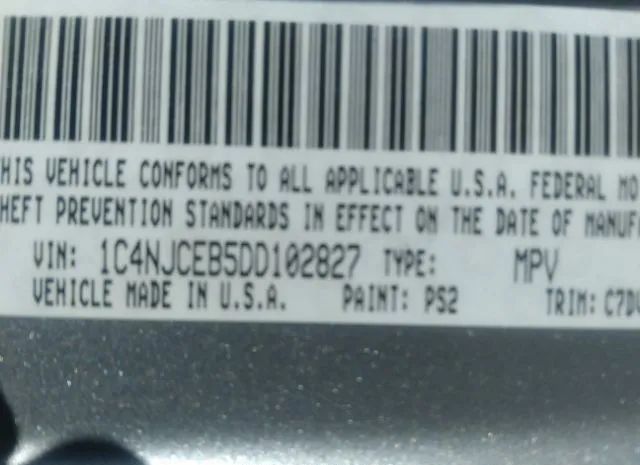 HIS VEHICLE CONFORMS TO ALL APPLICABLE U.S.A. FEDERAL MO
HEFT PREVENTION STANDARDS IN EFFECT ON THE DATE OF MANUF
VIN: 1C4NJCEB5DD102827 TYPE: MPV
VEHICLE MADE IN U.S.A. PAINT: PS2 TRIM: C7DV